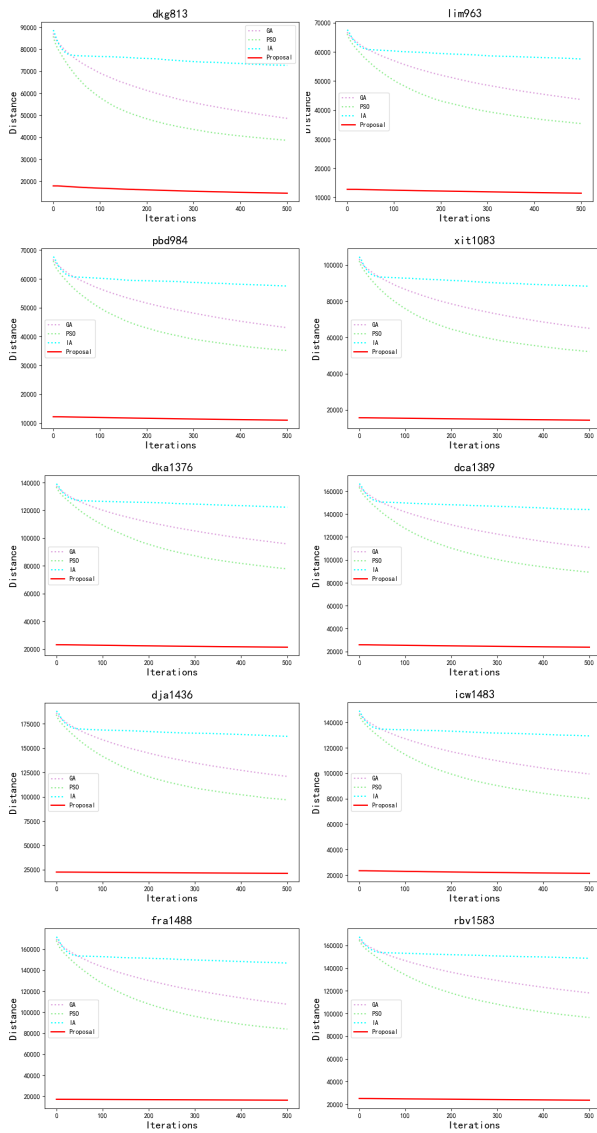 dkg813
90000
80000
70000
60000
50000
40000
30000
20000
Distance
GA
PSO
IA
Proposal
0 100 200 300 400 500
Iterctions
lim963
70000
60000
50000
40000
30000
20000
10000
Distance
GA
PSO
IA
Proposal
0 100 200 300 400 500
Iterctions
pbd984
70000
60000
50000
40000
30000
20000
10000
Distance
GA
PSO
IA
Proposal
0 100 200 300 400 500
Iterctions
xit1083
100000
80000
60000
40000
20000
Distance
GA
PSO
IA
Proposal
0 100 200 300 400 500
Iterctions
dka1376
140000
120000
100000
80000
60000
40000
20000
Distance
GA
PSO
IA
Proposal
0 100 200 300 400 500
Iterctions
dca1389
160000
140000
120000
100000
80000
60000
40000
20000
Distance
GA
PSO
IA
Proposal
0 100 200 300 400 500
Iterctions
dja1436
175000
150000
125000
100000
75000
50000
25000
Distance
GA
PSO
IA
Proposal
0 100 200 300 400 500
Iterctions
icw1483
140000
120000
100000
80000
60000
40000
20000
Distance
GA
PSO
IA
Proposal
0 100 200 300 400 500
Iterctions
fra1488
160000
140000
120000
100000
80000
60000
40000
20000
Distance
GA
PSO
IA
Proposal
0 100 200 300 400 500
Iterctions
rbv1583
160000
140000
120000
100000
80000
60000
40000
20000
Distance
GA
PSO
IA
Proposal
0 100 200 300 400 500
Iterctions